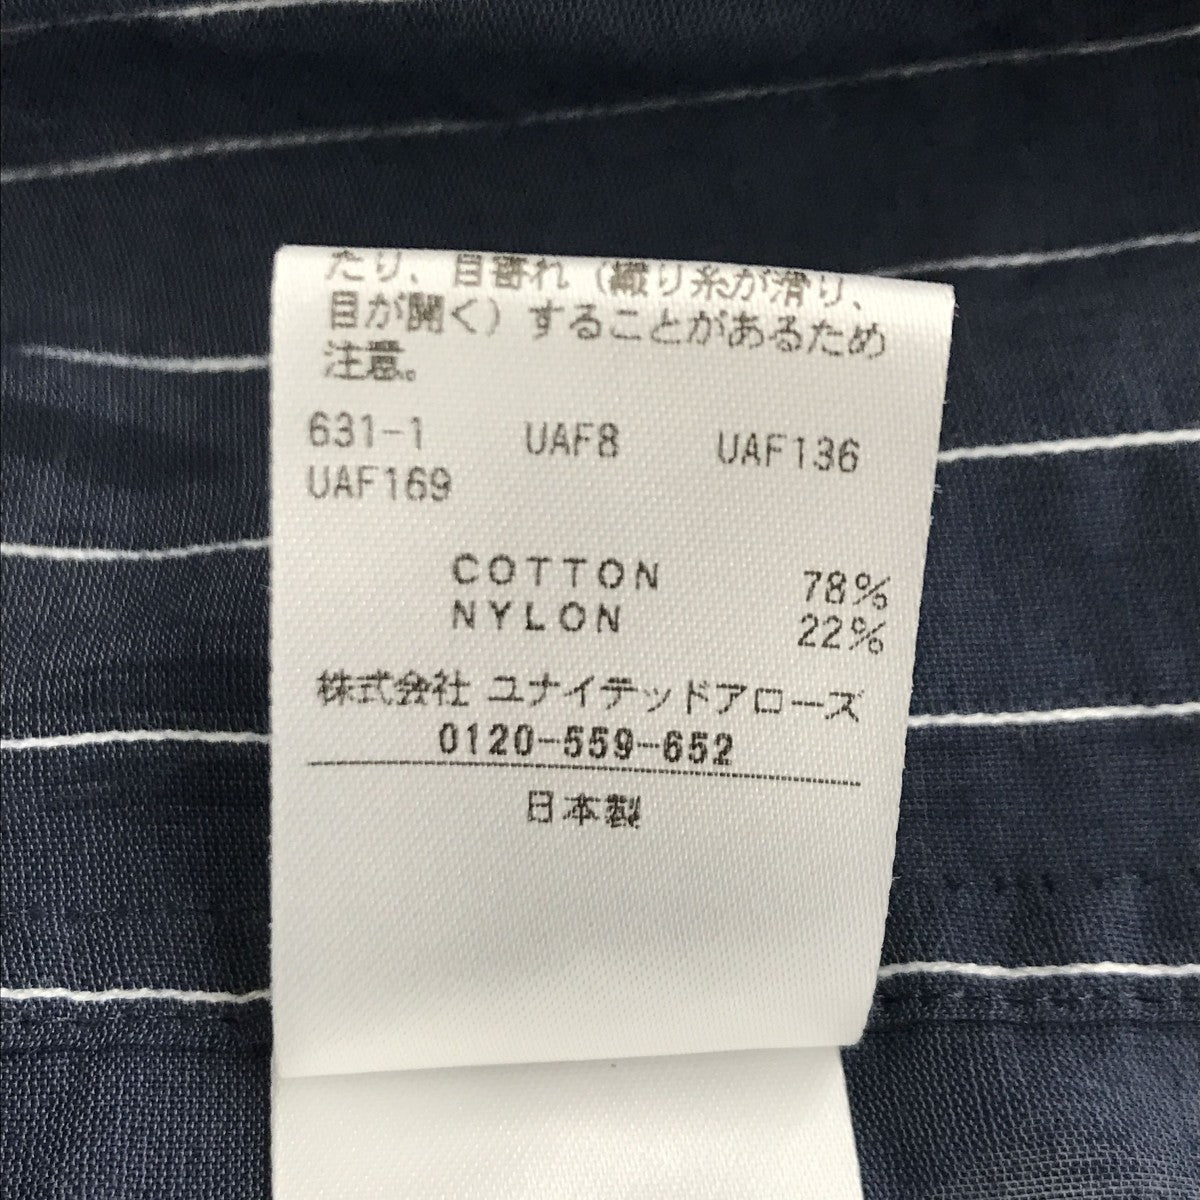 たり、目寄れ（織り糸が滑り、
目が開く）することがあるため
注意。
631-1 UAF8 UAF136
UAF169
COTTON 78%
NYLON 22%
株式会社 ユナイテッドアローズ
0120-559-652
日本製